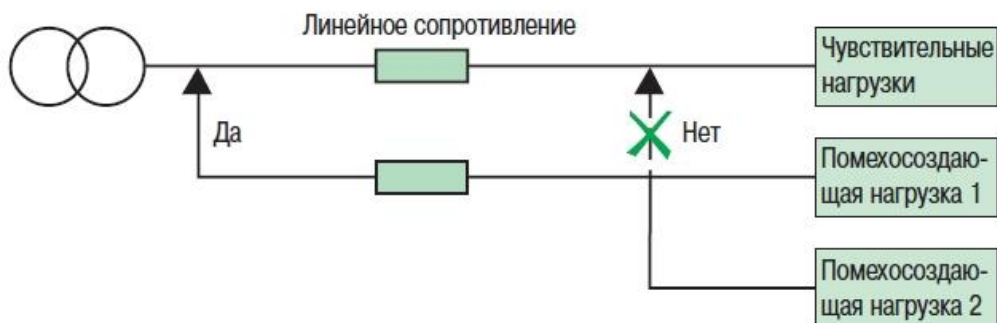 Линейное сопротивление
Чувствительные
нагрузки
Да
Нет
Помехосоздаю-
щая нагрузка 1
Помехосоздаю-
щая нагрузка 2